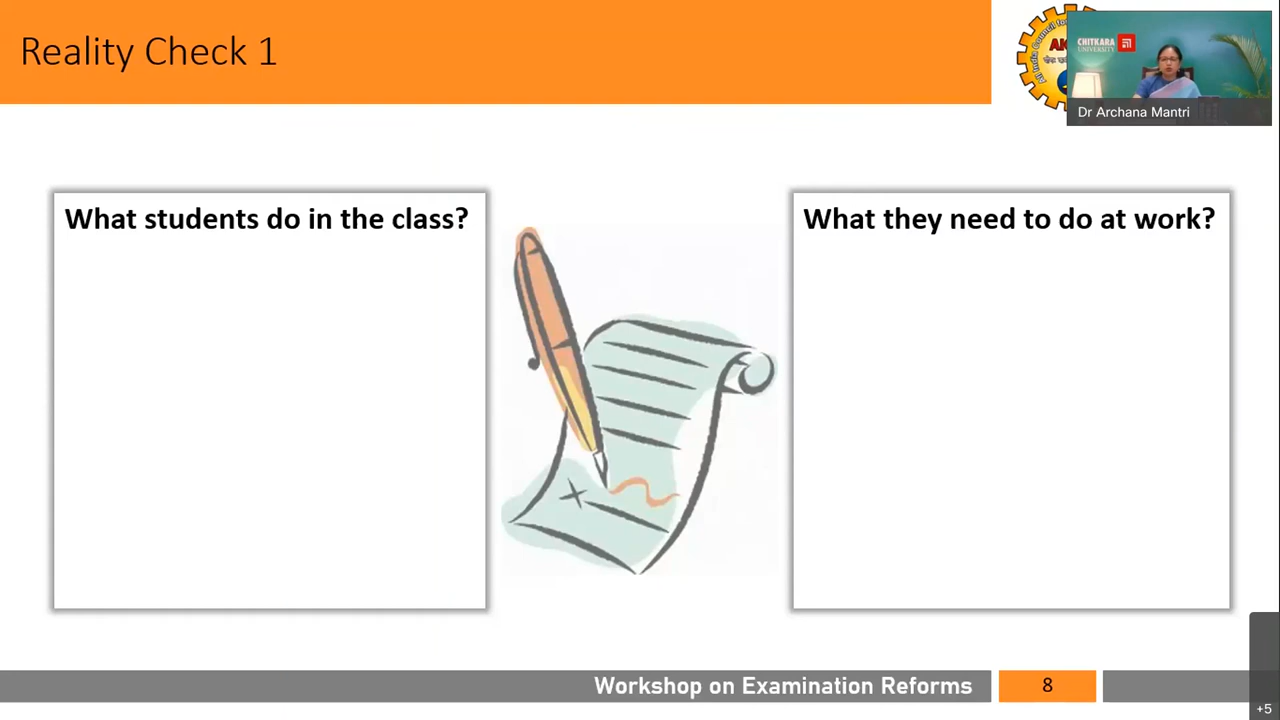 Reality Check 1
CHITKARA
UNIVERSITY
Dr Archana Mantri
What students do in the class?
What they need to do at work?
Workshop on Examination Reforms
8
+5